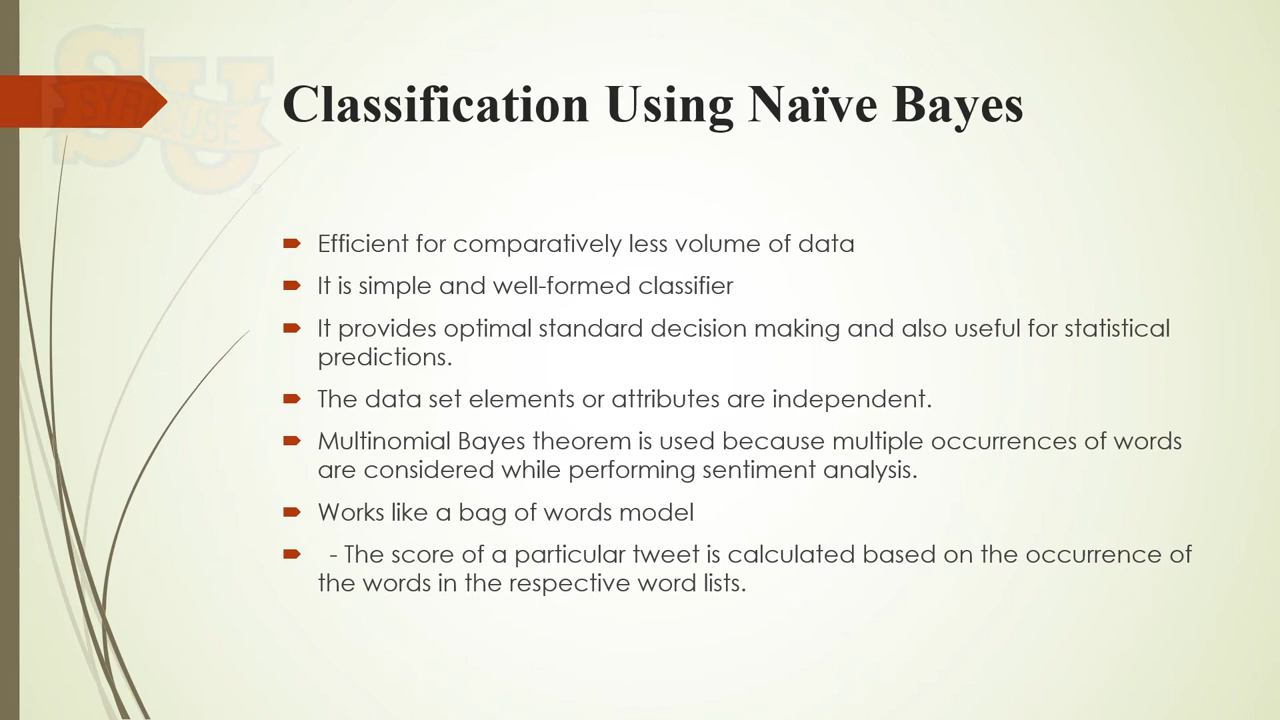 SU
SYRACUSE
Classification Using Naïve Bayes
Efficient for comparatively less volume of data
It is simple and well-formed classifier
It provides optimal standard decision making and also useful for statistical
predictions.
The data set elements or attributes are independent.
Multinomial Bayes theorem is used because multiple occurrences of words
are considered while performing sentiment analysis.
Works like a bag of words model
- The score of a particular tweet is calculated based on the occurrence of
the words in the respective word lists.